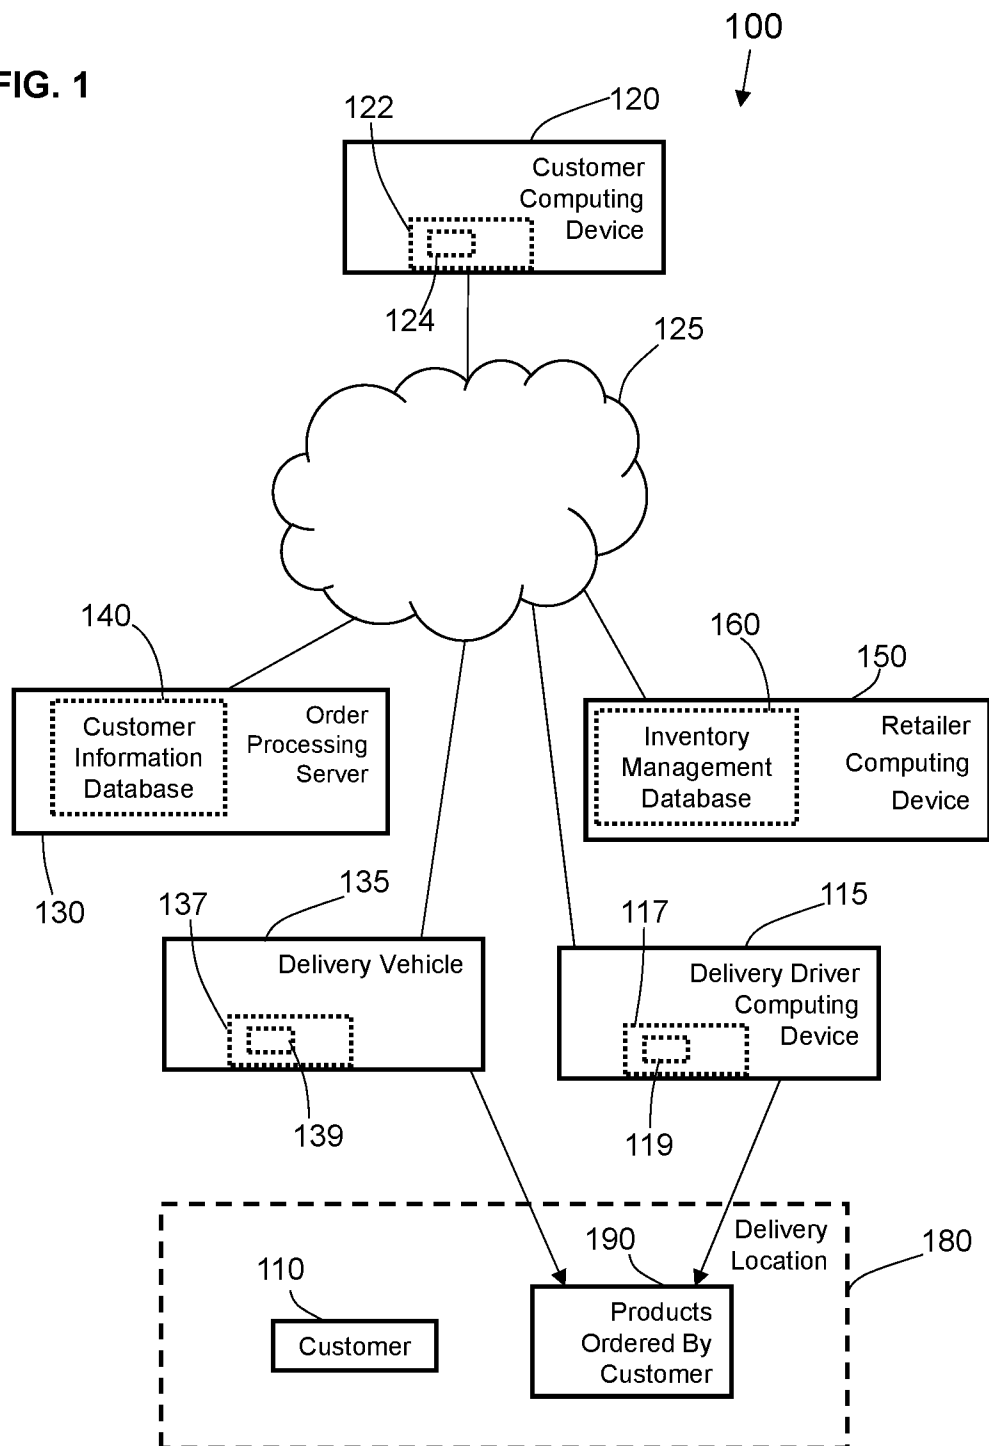 100
FIG. 1
120
122
Customer
Computing
Device
124
125
140
160
150
Customer
Information
Database
Order
Processing
Server
Inventory
Management
Database
Retailer
Computing
Device
130
137
135
117
115
Delivery Vehicle
Delivery Driver
Computing
Device
139
119
Delivery
Location
180
190
110
Products
Ordered By
Customer
Customer